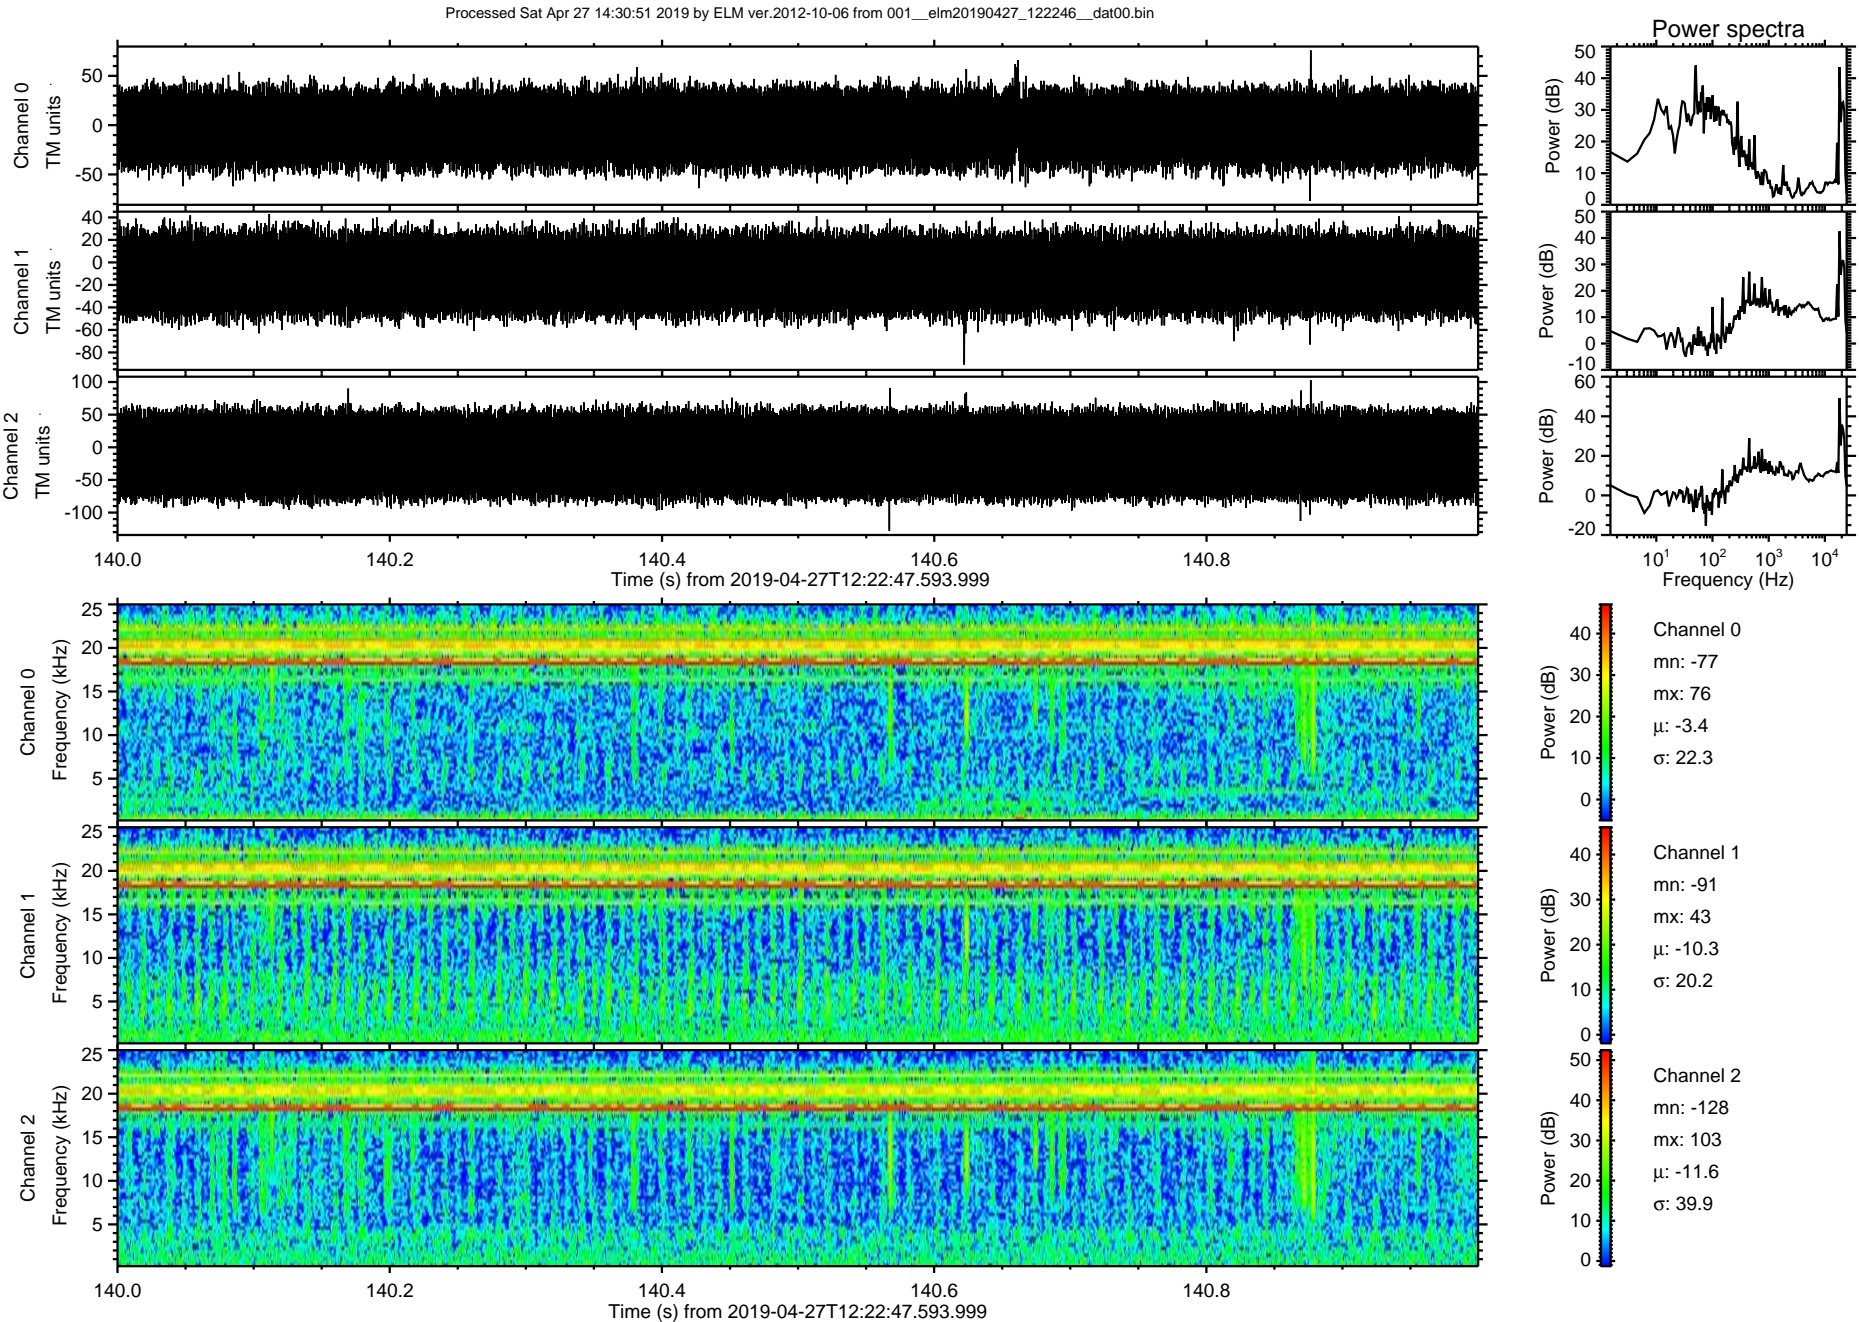 Processed Sat Apr 27 14:30:51 2019 by ELM ver.2012-10-06 from 001__elm20190427_122246__dat00.bin
Power spectra
Channel 0
TM units
50
0
-50
Power (dB)
50
40
30
20
10
0
Channel 1
TM units
40
20
0
-20
-40
-60
-80
Power (dB)
50
40
30
20
10
0
-10
Channel 2
TM units
100
50
0
-50
-100
Power (dB)
60
40
20
0
-20
140.0 140.2 140.4 140.6 140.8
Time (s) from 2019-04-27T12:22:47.593.999
10¹ 10² 10³ 10⁴
Frequency (Hz)
Channel 0
Frequency (kHz)
25
20
15
10
5
Power (dB)
40
30
20
10
0
Channel 0
mn: -77
mx: 76
μ: -3.4
σ: 22.3
Channel 1
Frequency (kHz)
25
20
15
10
5
Power (dB)
40
30
20
10
0
Channel 1
mn: -91
mx: 43
μ: -10.3
σ: 20.2
Channel 2
Frequency (kHz)
25
20
15
10
5
Power (dB)
50
40
30
20
10
0
Channel 2
mn: -128
mx: 103
μ: -11.6
σ: 39.9
140.0 140.2 140.4 140.6 140.8
Time (s) from 2019-04-27T12:22:47.593.999